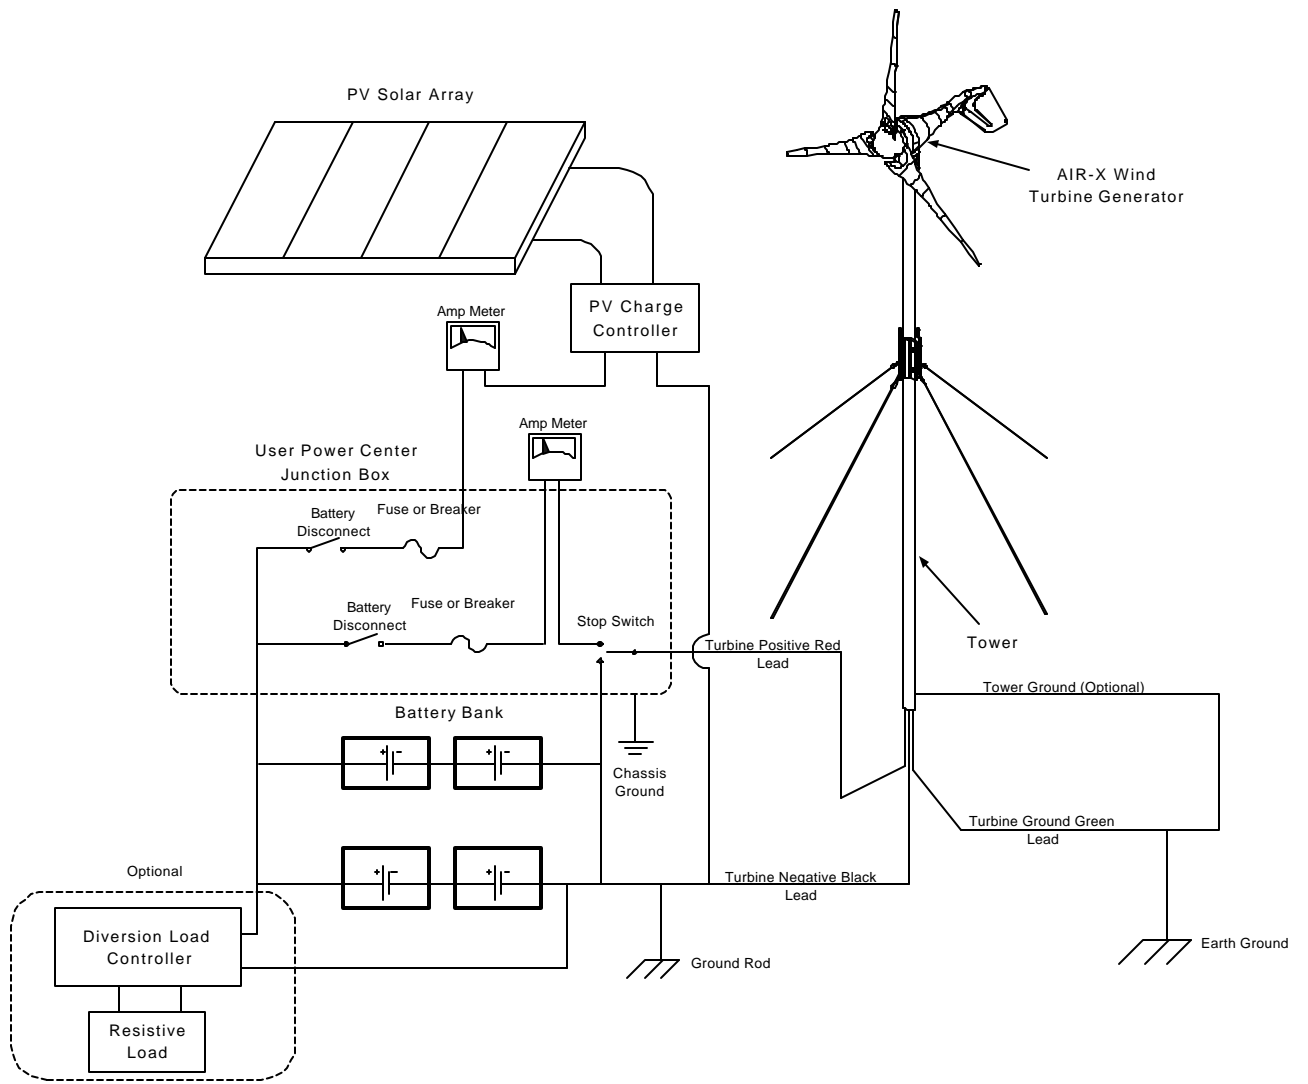 PV Solar Array
AIR-X Wind
Turbine Generator
PV Charge
Controller
Amp Meter
Amp Meter
User Power Center
Junction Box
Fuse or Breaker
Battery
Disconnect
Fuse or Breaker
Battery
Disconnect
Stop Switch
Turbine Positive Red
Lead
Tower
Tower Ground (Optional)
Battery Bank
+ -
+ -
Chassis
Ground
Turbine Ground Green
Lead
Optional
+ -
+ -
Turbine Negative Black
Lead
Diversion Load
Controller
Earth Ground
Ground Rod
Resistive
Load